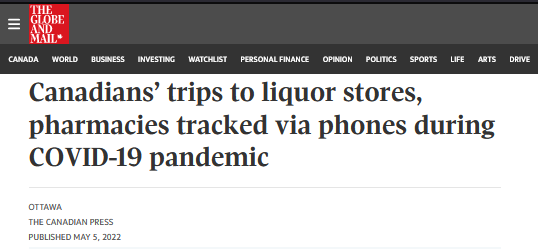 THE
GLOBE
AND
MAIL
CANADA WORLD BUSINESS INVESTING WATCHLIST PERSONAL FINANCE OPINION POLITICS SPORTS LIFE ARTS DRIVE
Canadians’ trips to liquor stores,
pharmacies tracked via phones during
COVID-19 pandemic
OTTAWA
THE CANADIAN PRESS
PUBLISHED MAY 5, 2022